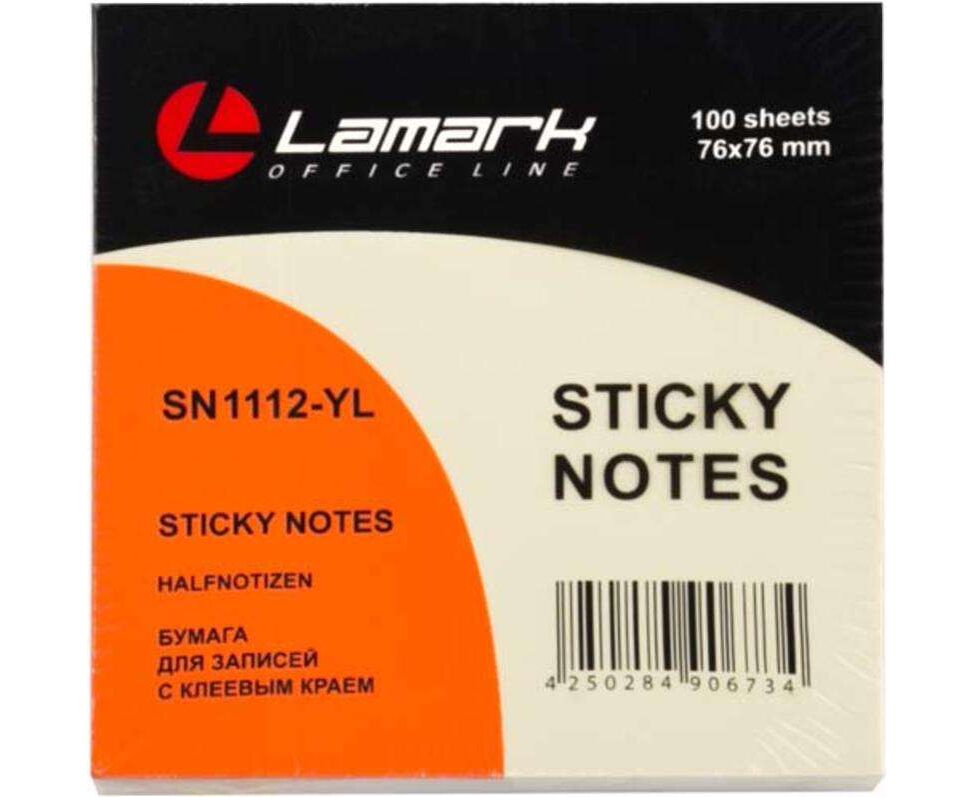 Lamark
OFFICE LINE
100 sheets
76x76 mm
SN1112-YL
STICKY
NOTES
STICKY NOTES
HALFNOTIZEN
БУМАГА
ДЛЯ ЗАПИСЕЙ
С КЛЕЕВЫМ КРАЕМ
4 250284 906734